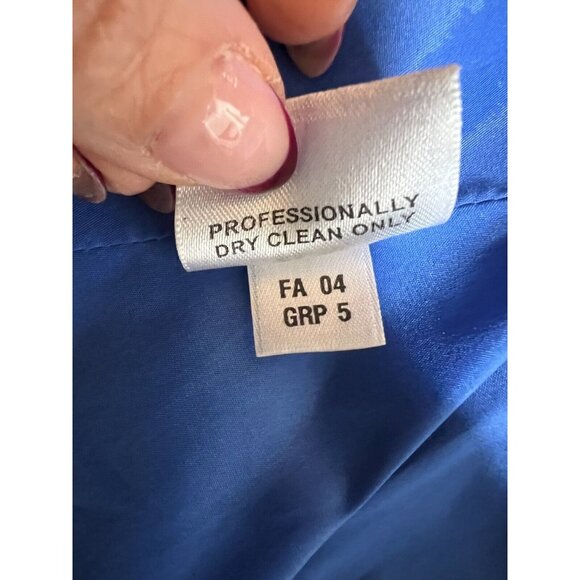 PROFESSIONALLY
DRY CLEAN ONLY
FA 04
GRP 5